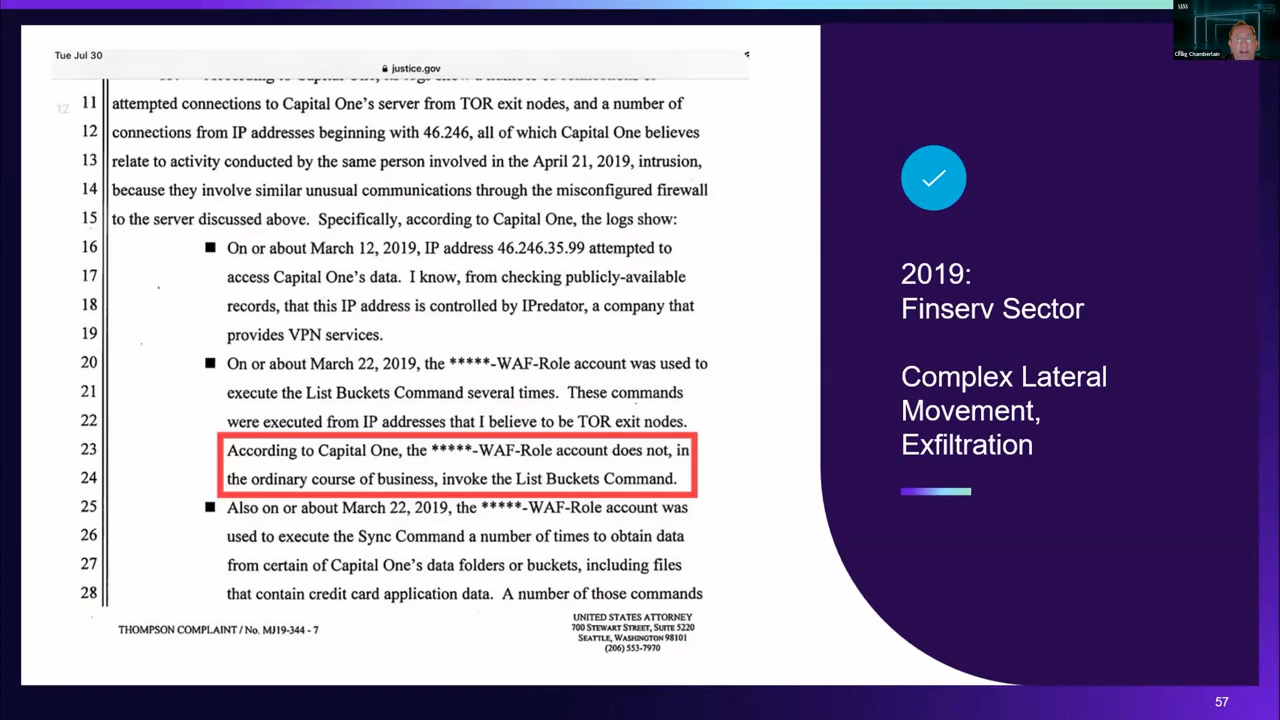 SANS
Craig Chamberlain
Tue Jul 30
justice.gov
12
11 attempted connections to Capital One's server from TOR exit nodes, and a number of
12 connections from IP addresses beginning with 46.246, all of which Capital One believes
13 relate to activity conducted by the same person involved in the April 21, 2019, intrusion,
14 because they involve similar unusual communications through the misconfigured firewall
15 to the server discussed above. Specifically, according to Capital One, the logs show:
16 ■ On or about March 12, 2019, IP address 46.246.35.99 attempted to
17 access Capital One's data. I know, from checking publicly-available
18 records, that this IP address is controlled by IPredator, a company that
19 provides VPN services.
20 ■ On or about March 22, 2019, the *****-WAF-Role account was used to
21 execute the List Buckets Command several times. These commands
22 were executed from IP addresses that I believe to be TOR exit nodes.
23 According to Capital One, the *****-WAF-Role account does not, in
24 the ordinary course of business, invoke the List Buckets Command.
25 ■ Also on or about March 22, 2019, the *****-WAF-Role account was
26 used to execute the Sync Command a number of times to obtain data
27 from certain of Capital One's data folders or buckets, including files
28 that contain credit card application data. A number of those commands
THOMPSON COMPLAINT / No. MJ19-344 - 7
UNITED STATES ATTORNEY
700 STEWART STREET, SUITE 5220
SEATTLE, WASHINGTON 98101
(206) 553-7970
2019:
Finserv Sector
Complex Lateral
Movement,
Exfiltration
57